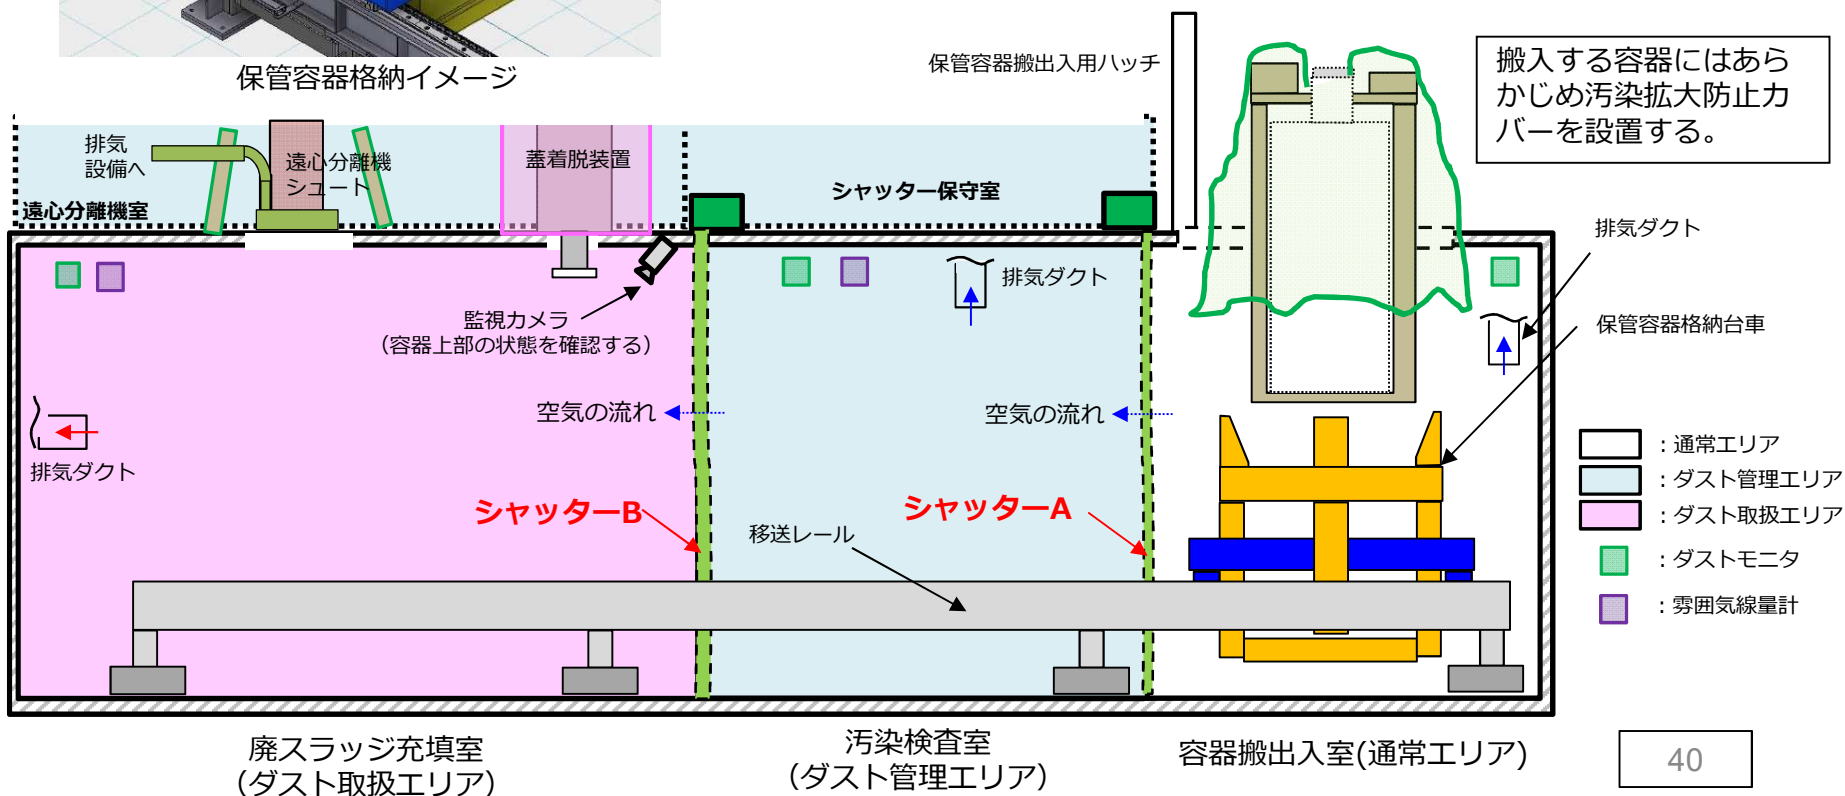 保管容器格納イメージ
保管容器搬出入用ハッチ
搬入する容器にはあら
かじめ汚染拡大防止カ
バーを設置する。
排気
設備へ
遠心分離機
シュート
蓋着脱装置
シャッター保守室
遠心分離機室
排気ダクト
排気ダクト
監視カメラ
（容器上部の状態を確認する）
保管容器格納台車
空気の流れ
空気の流れ
排気ダクト
シャッターB
シャッターA
移送レール
：通常エリア
：ダスト管理エリア
：ダスト取扱エリア
：ダストモニタ
：雰囲気線量計
廃スラッジ充填室
（ダスト取扱エリア）
汚染検査室
（ダスト管理エリア）
容器搬出入室(通常エリア)
40